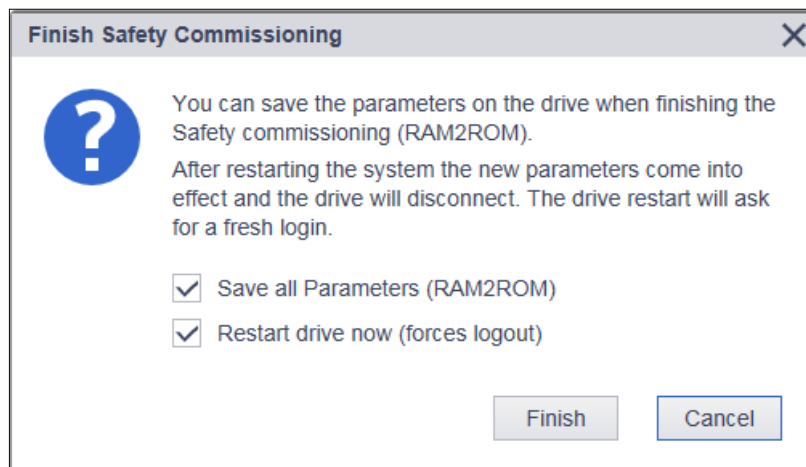 Finish Safety Commissioning
?
You can save the parameters on the drive when finishing the
Safety commissioning (RAM2ROM).
After restarting the system the new parameters come into
effect and the drive will disconnect. The drive restart will ask
for a fresh login.
Save all Parameters (RAM2ROM)
Restart drive now (forces logout)
Finish Cancel